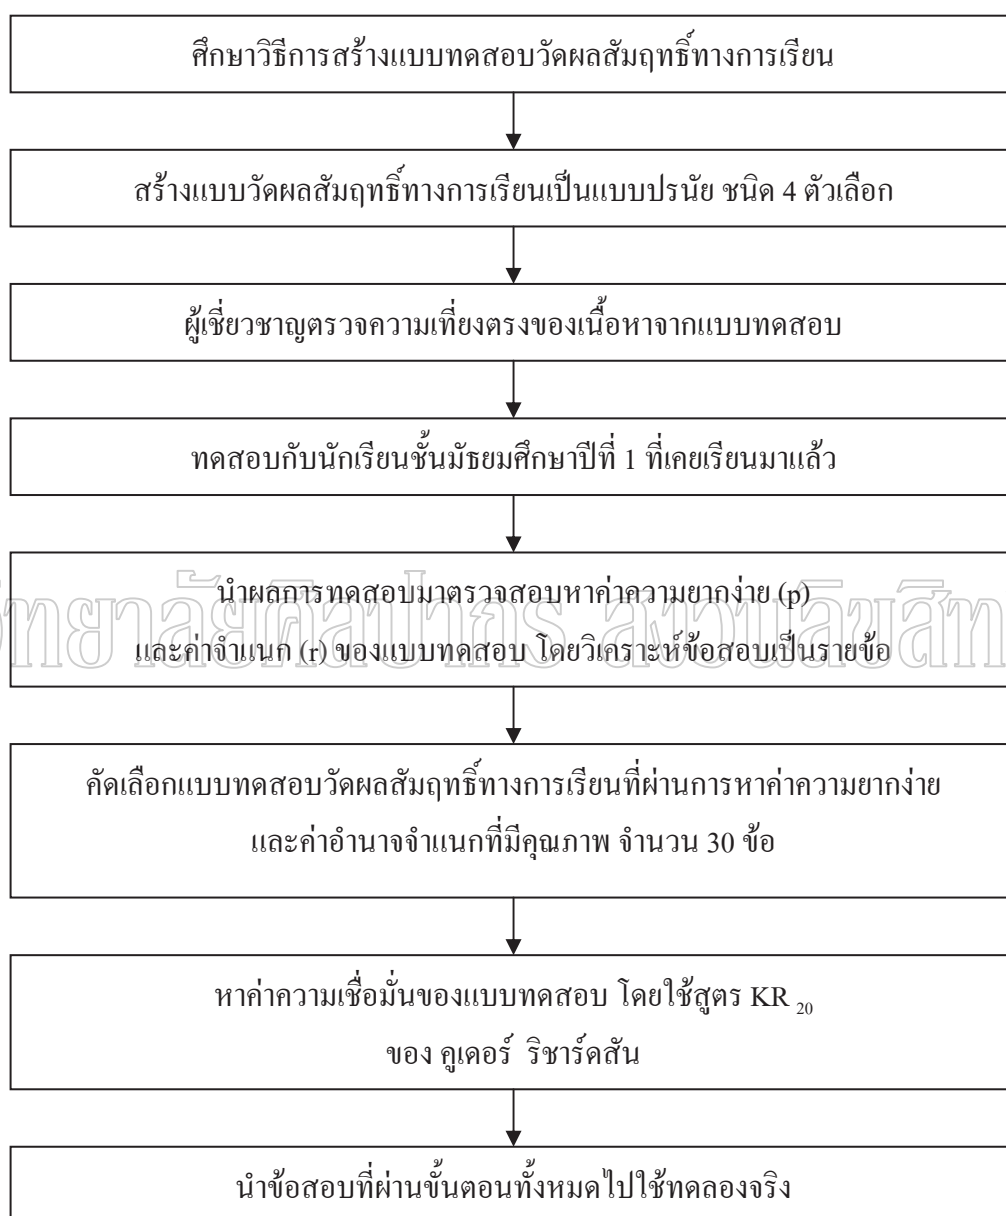 ศึกษาวิธีการสร้างแบบทดสอบวัดผลสัมฤทธิ์ทางการเรียน
สร้างแบบวัดผลสัมฤทธิ์ทางการเรียนเป็นแบบปรนัย ชนิด 4 ตัวเลือก
ผู้เชี่ยวชาญตรวจความเที่ยงตรงของเนื้อหาจากแบบทดสอบ
ทดสอบกับนักเรียนชั้นมัธยมศึกษาปีที่ 1 ที่เคยเรียนมาแล้ว
นำผลการทดสอบมาตรวจสอบหาค่าความยากง่าย (p)
และค่าจำแนก (r) ของแบบทดสอบ โดยวิเคราะห์ข้อสอบเป็นรายข้อ
คัดเลือกแบบทดสอบวัดผลสัมฤทธิ์ทางการเรียนที่ผ่านการหาค่าความยากง่าย
และค่าอำนาจจำแนกที่มีคุณภาพ จำนวน 30 ข้อ
หาค่าความเชื่อมั่นของแบบทดสอบ โดยใช้สูตร KR 20
ของ คูเดอร์ ริชาร์ดสัน
นำข้อสอบที่ผ่านขั้นตอนทั้งหมดไปใช้ทดลองจริง